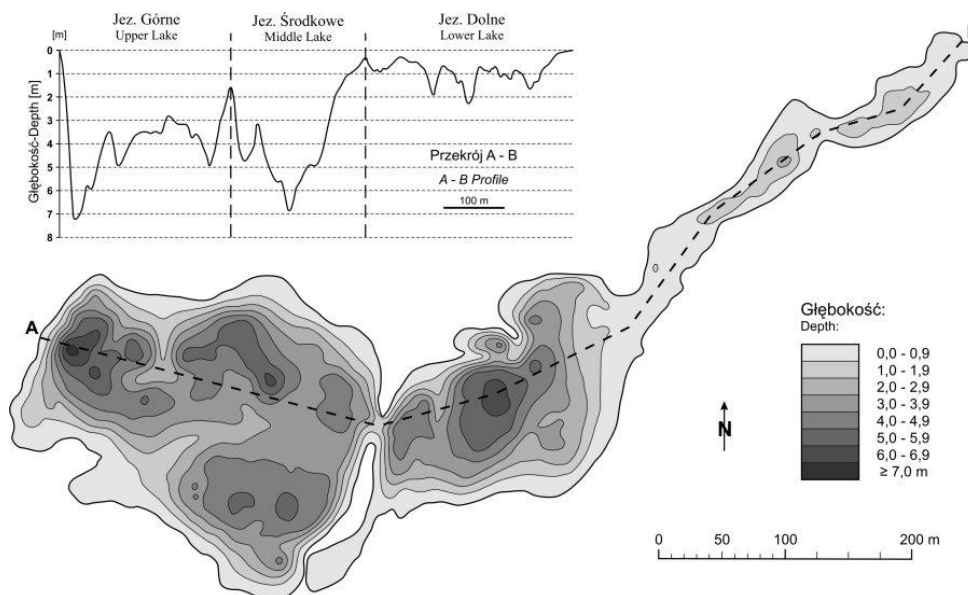 Jez. Górne
Upper Lake
Jez. Środkowe
Middle Lake
Jez. Dolne
Lower Lake
[m]
0
1
2
3
4
5
6
7
8
Głębokość-Depth [m]
Przekrój A - B
A - B Profile
100 m
A
N
Głębokość:
Depth:
0,0 - 0,9
1,0 - 1,9
2,0 - 2,9
3,0 - 3,9
4,0 - 4,9
5,0 - 5,9
6,0 - 6,9
≥ 7,0 m
0 50 100 200 m